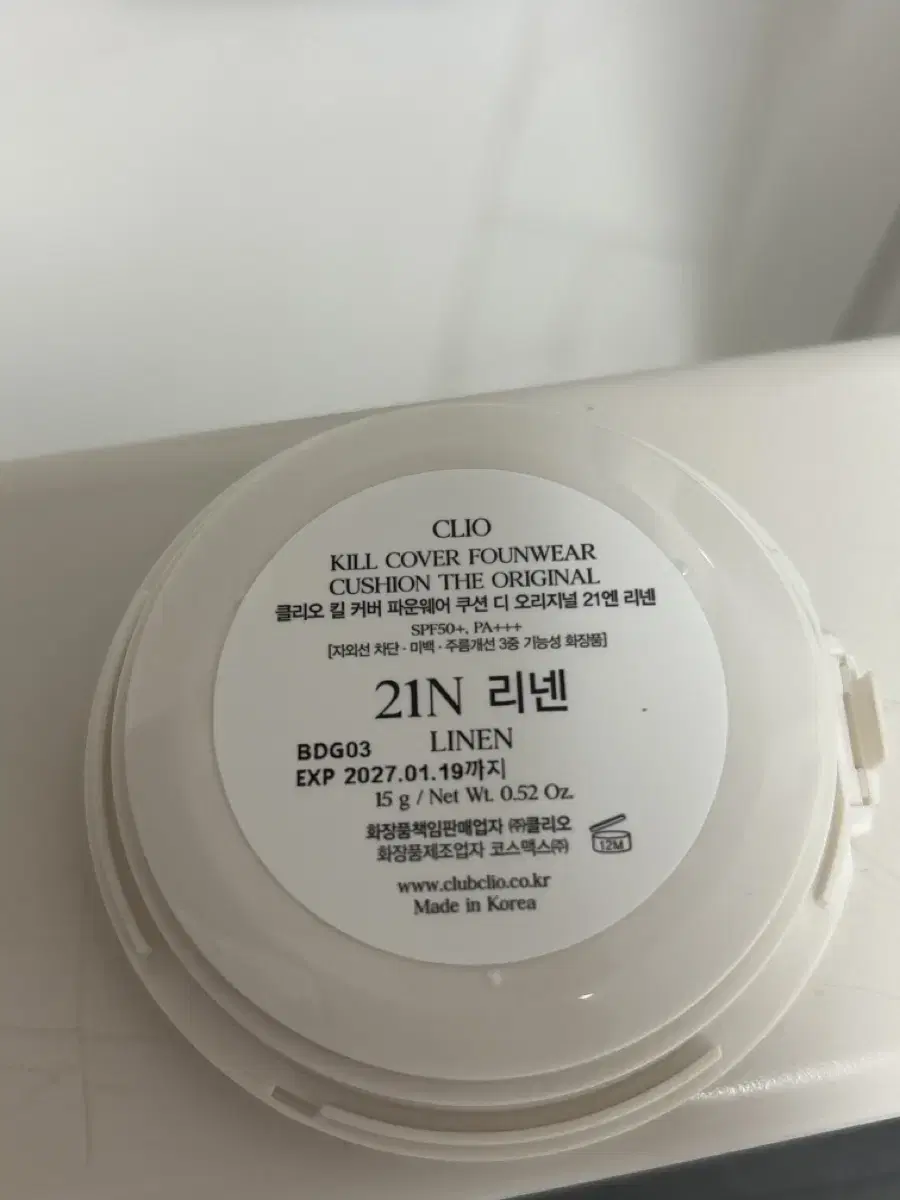 CLIO
KILL COVER FOUNWEAR
CUSHION THE ORIGINAL
클리오 킬 커버 파운웨어 쿠션 디 오리지널 21엔 리넨
SPF50+, PA+++
[자외선 차단 · 미백 · 주름개선 3중 기능성 화장품]
21N 리넨
BDG03 LINEN
EXP 2027.01.19까지
15 g / Net Wt. 0.52 Oz.
화장품책임판매업자 ㈜클리오
화장품제조업자 코스맥스㈜
12M
www.clubclio.co.kr
Made in Korea